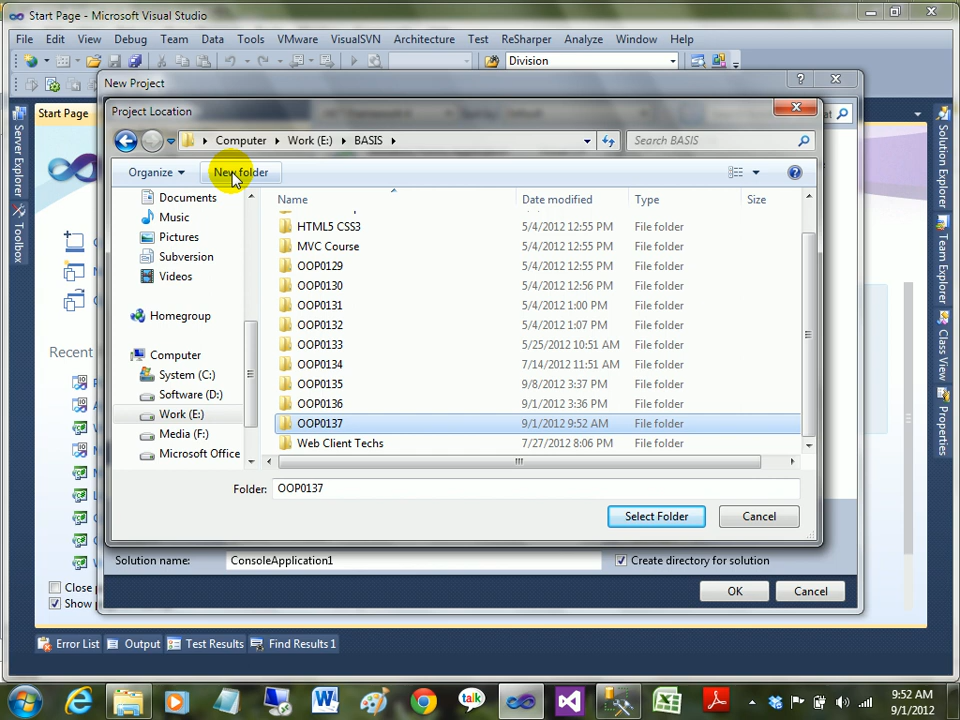 Start Page - Microsoft Visual Studio
File Edit View Debug Team Data Tools VMware VisualSVN Architecture Test ReSharper Analyze Window Help
Division
New Project
Start Page
Project Location
Computer Work (E:) BASIS
Search BASIS
Organize New folder
Name Date modified Type Size
Documents
Music
Pictures
Subversion
Videos
Homegroup
Computer
System (C:)
Software (D:)
Work (E:)
Media (F:)
Microsoft Office
HTML5 CSS3 5/4/2012 12:55 PM File folder
MVC Course 5/4/2012 12:55 PM File folder
OOP0129 5/4/2012 12:55 PM File folder
OOP0130 5/4/2012 12:56 PM File folder
OOP0131 5/4/2012 1:00 PM File folder
OOP0132 5/4/2012 1:07 PM File folder
OOP0133 5/25/2012 10:51 AM File folder
OOP0134 7/14/2012 11:51 AM File folder
OOP0135 9/8/2012 3:37 PM File folder
OOP0136 9/1/2012 3:36 PM File folder
OOP0137 9/1/2012 9:52 AM File folder
Web Client Techs 7/27/2012 8:06 PM File folder
Folder: OOP0137
Select Folder Cancel
Solution name: ConsoleApplication1 Create directory for solution
OK Cancel
Server Explorer
Toolbox
Recent
Close
Show
Solution Explorer
Team Explorer
Class View
Properties
Error List Output Test Results Find Results 1
talk
9:52 AM
9/1/2012